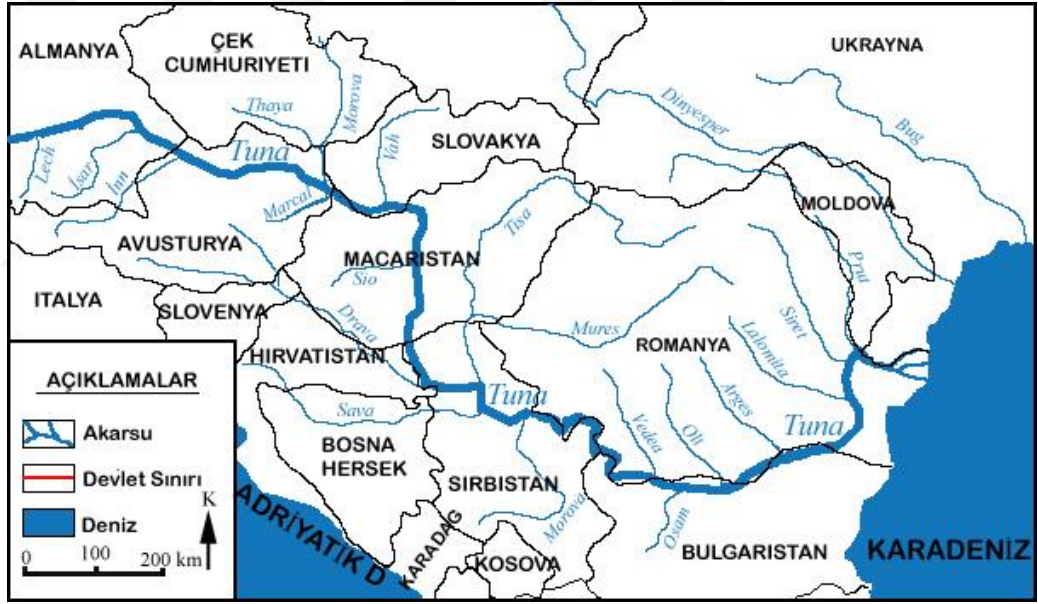 ALMANYA
ÇEK
CUMHURIYETI
UKRAYNA
Thaya
Morova
Dinyesper
Bug
Tuna
Vah
SLOVAKYA
Lech
Isar
Inn
Marcal
MOLDOVA
Tisa
AVUSTURYA
MACARISTAN
Sio
Prut
ITALYA
SLOVENYA
Drava
Mures
Siret
ROMANYA
Lalomita
HIRVATISTAN
AÇIKLAMALAR
Tuna
Arges
Tuna
Akarsu
Sava
Vedea
Olt
BOSNA
HERSEK
Devlet Sınırı
SIRBISTAN
Deniz
K
Morova
Osam
0 100 200 km
ADRİYATIK D
KARADAG
KOSOVA
BULGARISTAN
KARADENİZ